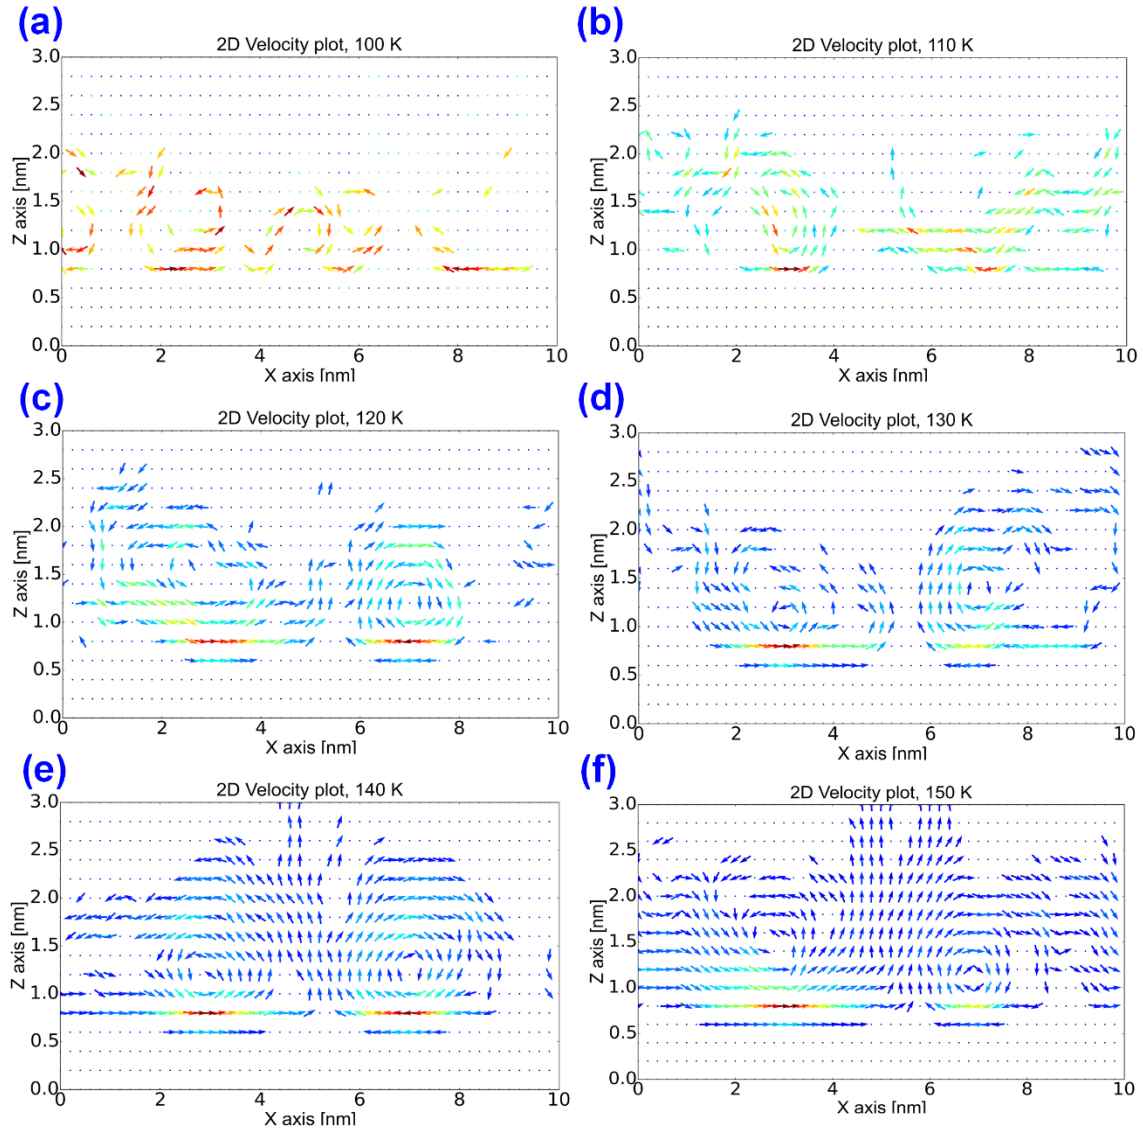 (a)
2D Velocity plot, 100 K
3.0
2.5
2.0
1.5
1.0
0.5
0.0
Z axis [nm]
0 2 4 6 8 10
X axis [nm]
(b)
2D Velocity plot, 110 K
3.0
2.5
2.0
1.5
1.0
0.5
0.0
Z axis [nm]
0 2 4 6 8 10
X axis [nm]
(c)
2D Velocity plot, 120 K
3.0
2.5
2.0
1.5
1.0
0.5
0.0
Z axis [nm]
0 2 4 6 8 10
X axis [nm]
(d)
2D Velocity plot, 130 K
3.0
2.5
2.0
1.5
1.0
0.5
0.0
Z axis [nm]
0 2 4 6 8 10
X axis [nm]
(e)
2D Velocity plot, 140 K
3.0
2.5
2.0
1.5
1.0
0.5
0.0
Z axis [nm]
0 2 4 6 8 10
X axis [nm]
(f)
2D Velocity plot, 150 K
3.0
2.5
2.0
1.5
1.0
0.5
0.0
Z axis [nm]
0 2 4 6 8 10
X axis [nm]